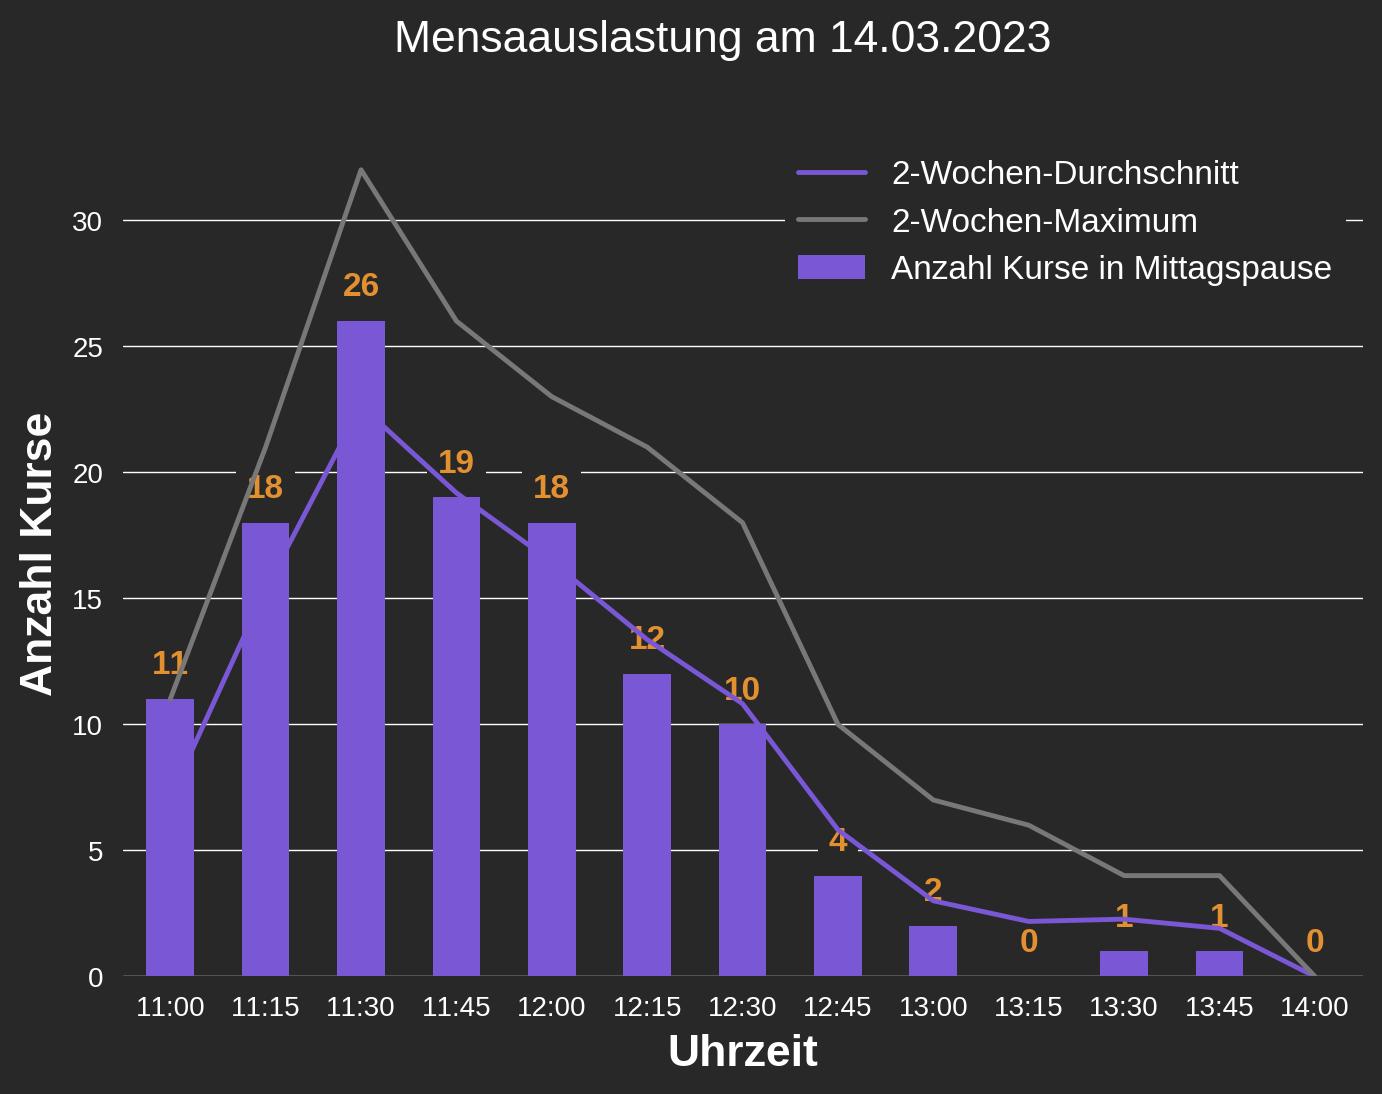 Mensaauslastung am 14.03.2023
2-Wochen-Durchschnitt
2-Wochen-Maximum
Anzahl Kurse in Mittagspause
Anzahl Kurse
30
25
20
15
10
5
0
11
18
26
19
18
12
10
4
2
0
1
1
0
11:00 11:15 11:30 11:45 12:00 12:15 12:30 12:45 13:00 13:15 13:30 13:45 14:00
Uhrzeit